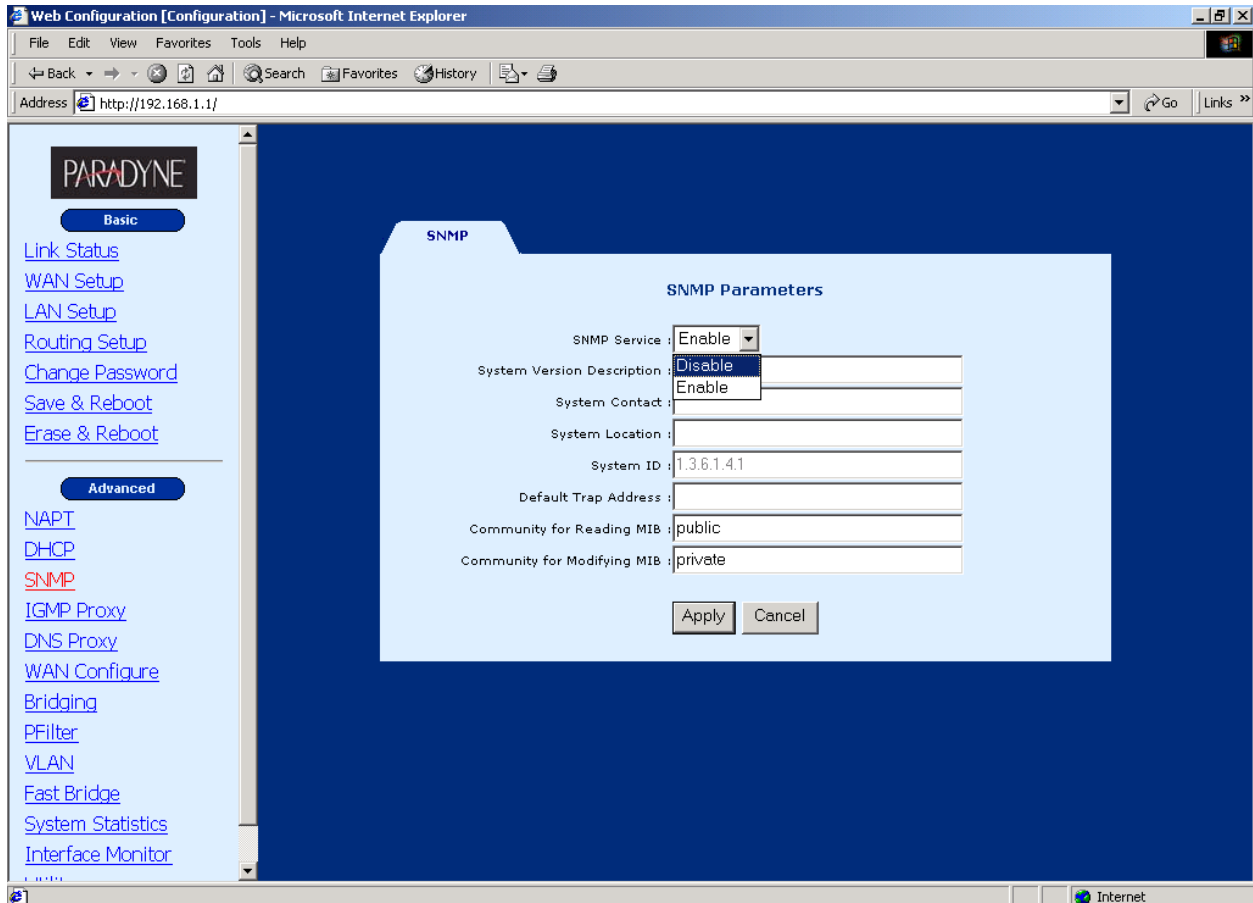 Web Configuration [Configuration] - Microsoft Internet Explorer
File Edit View Favorites Tools Help
Back Search Favorites History
Address http://192.168.1.1/ Go Links »
PARADYNE
Basic
Link Status
WAN Setup
LAN Setup
Routing Setup
Change Password
Save & Reboot
Erase & Reboot
Advanced
NAPT
DHCP
SNMP
IGMP Proxy
DNS Proxy
WAN Configure
Bridging
PFilter
VLAN
Fast Bridge
System Statistics
Interface Monitor
SNMP
SNMP Parameters
SNMP Service : Enable
Disable
Enable
System Version Description :
System Contact :
System Location :
System ID : 1.3.6.1.4.1
Default Trap Address :
Community for Reading MIB : public
Community for Modifying MIB : private
Apply Cancel
Internet